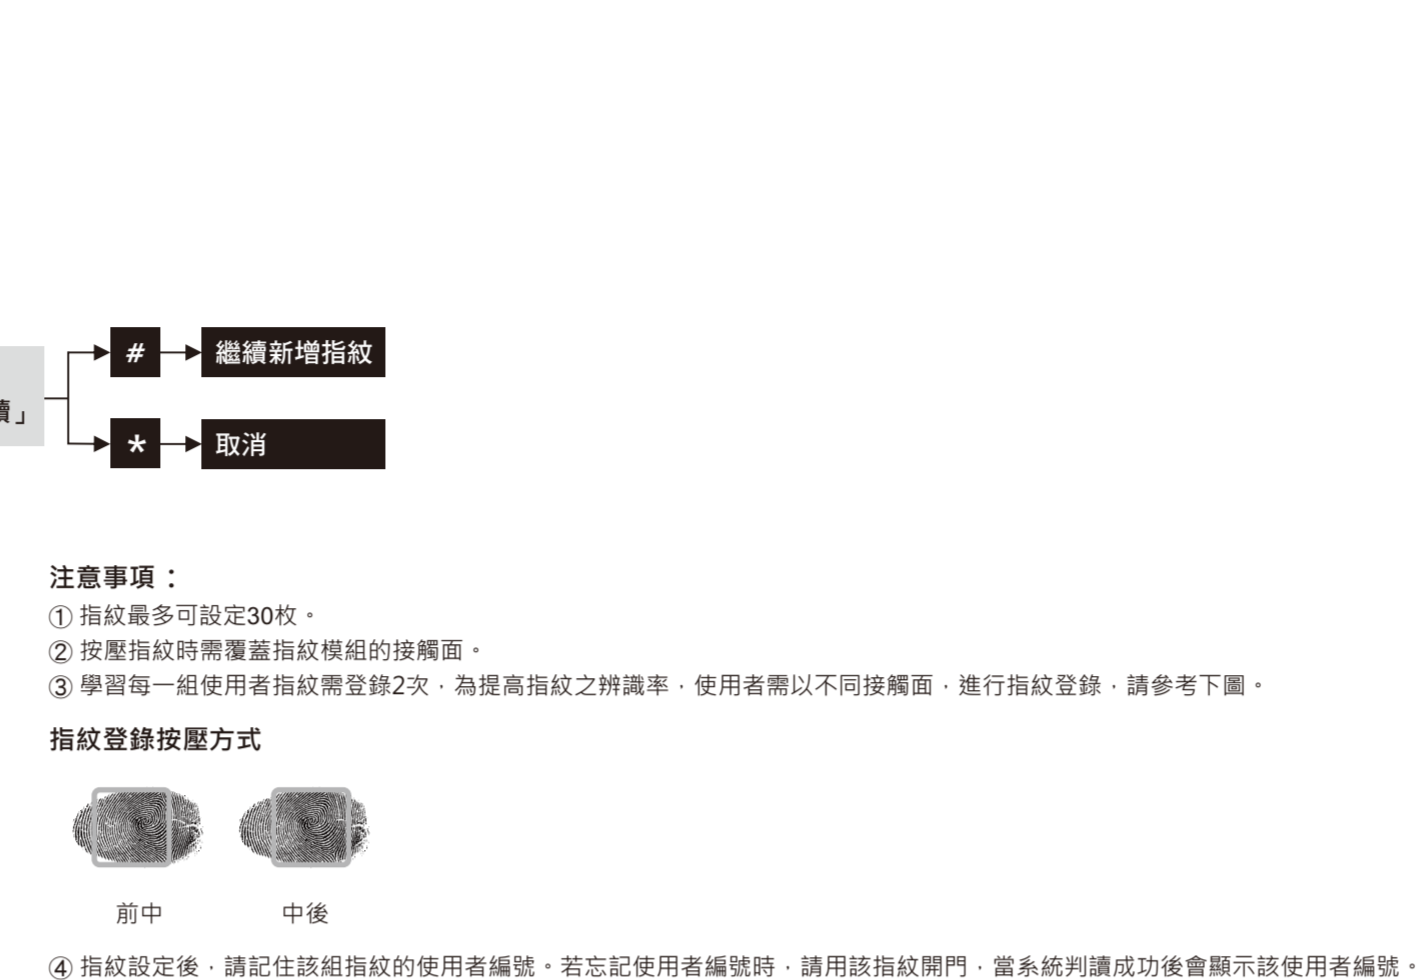 # 繼續新增指紋
」
* 取消
注意事項：
① 指紋最多可設定30枚。
② 按壓指紋時需覆蓋指紋模組的接觸面。
③ 學習每一組使用者指紋需登錄2次，為提高指紋之辨識率，使用者需以不同接觸面，進行指紋登錄，請參考下圖。
指紋登錄按壓方式
前中 中後
④ 指紋設定後，請記住該組指紋的使用者編號。若忘記使用者編號時，請用該指紋開門，當系統判讀成功後會顯示該使用者編號。